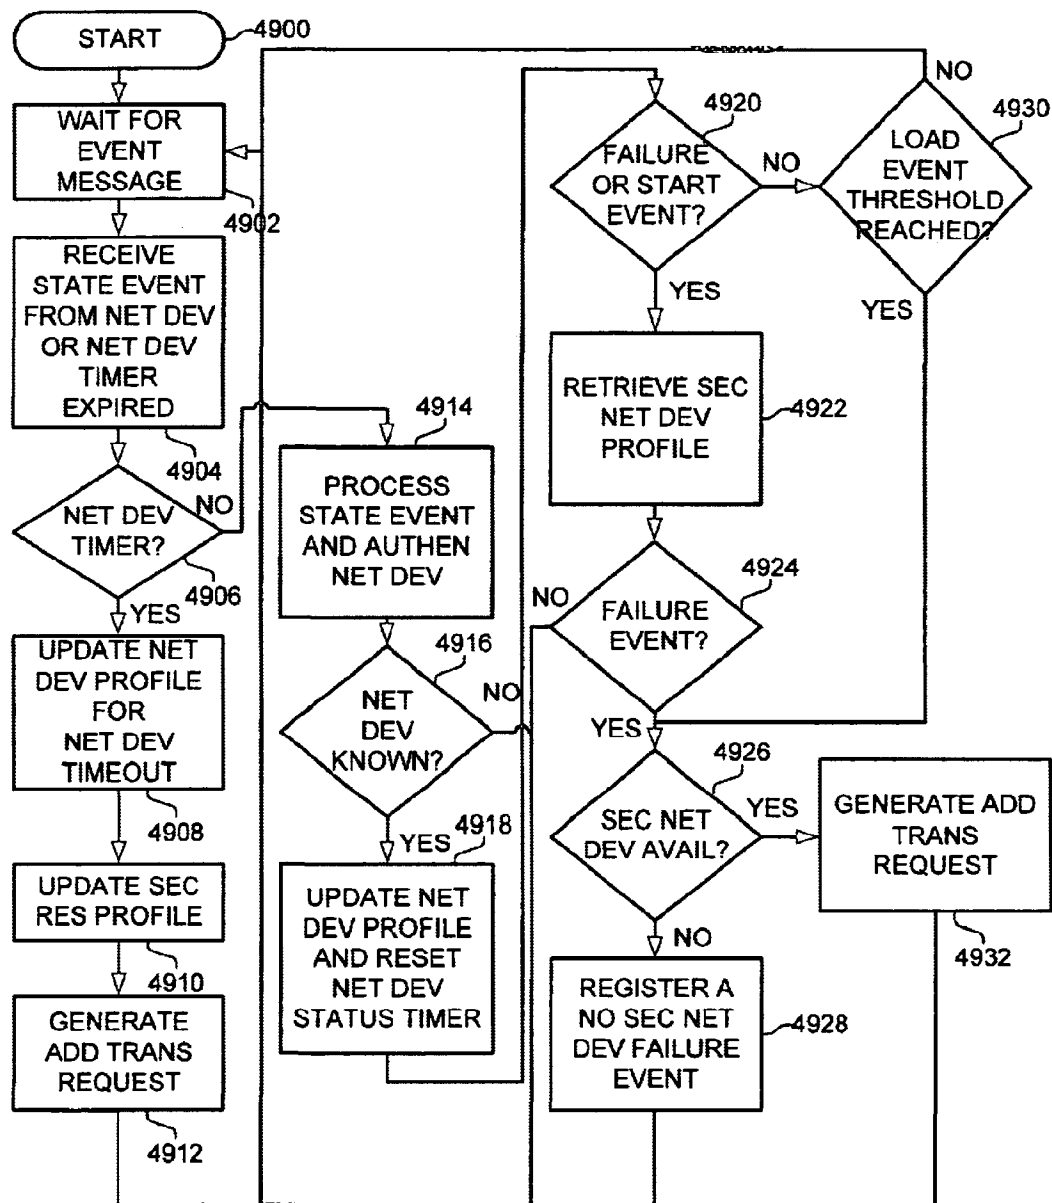 START
4900
WAIT FOR
EVENT
MESSAGE
4902
RECEIVE
STATE EVENT
FROM NET DEV
OR NET DEV
TIMER
EXPIRED
4904
NET DEV
TIMER?
NO
4906
YES
UPDATE NET
DEV PROFILE
FOR
NET DEV
TIMEOUT
4908
UPDATE SEC
RES PROFILE
4910
GENERATE
ADD TRANS
REQUEST
4912
4914
PROCESS
STATE EVENT
AND AUTHEN
NET DEV
4916
NET
DEV
KNOWN?
NO
YES
4918
UPDATE NET
DEV PROFILE
AND RESET
NET DEV
STATUS TIMER
4920
FAILURE
OR START
EVENT?
NO
YES
RETRIEVE SEC
NET DEV
PROFILE
4922
4924
FAILURE
EVENT?
NO
YES
4926
SEC NET
DEV AVAIL?
YES
NO
REGISTER A
NO SEC NET
DEV FAILURE
EVENT
4928
NO
4930
LOAD
EVENT
THRESHOLD
REACHED?
YES
GENERATE ADD
TRANS
REQUEST
4932